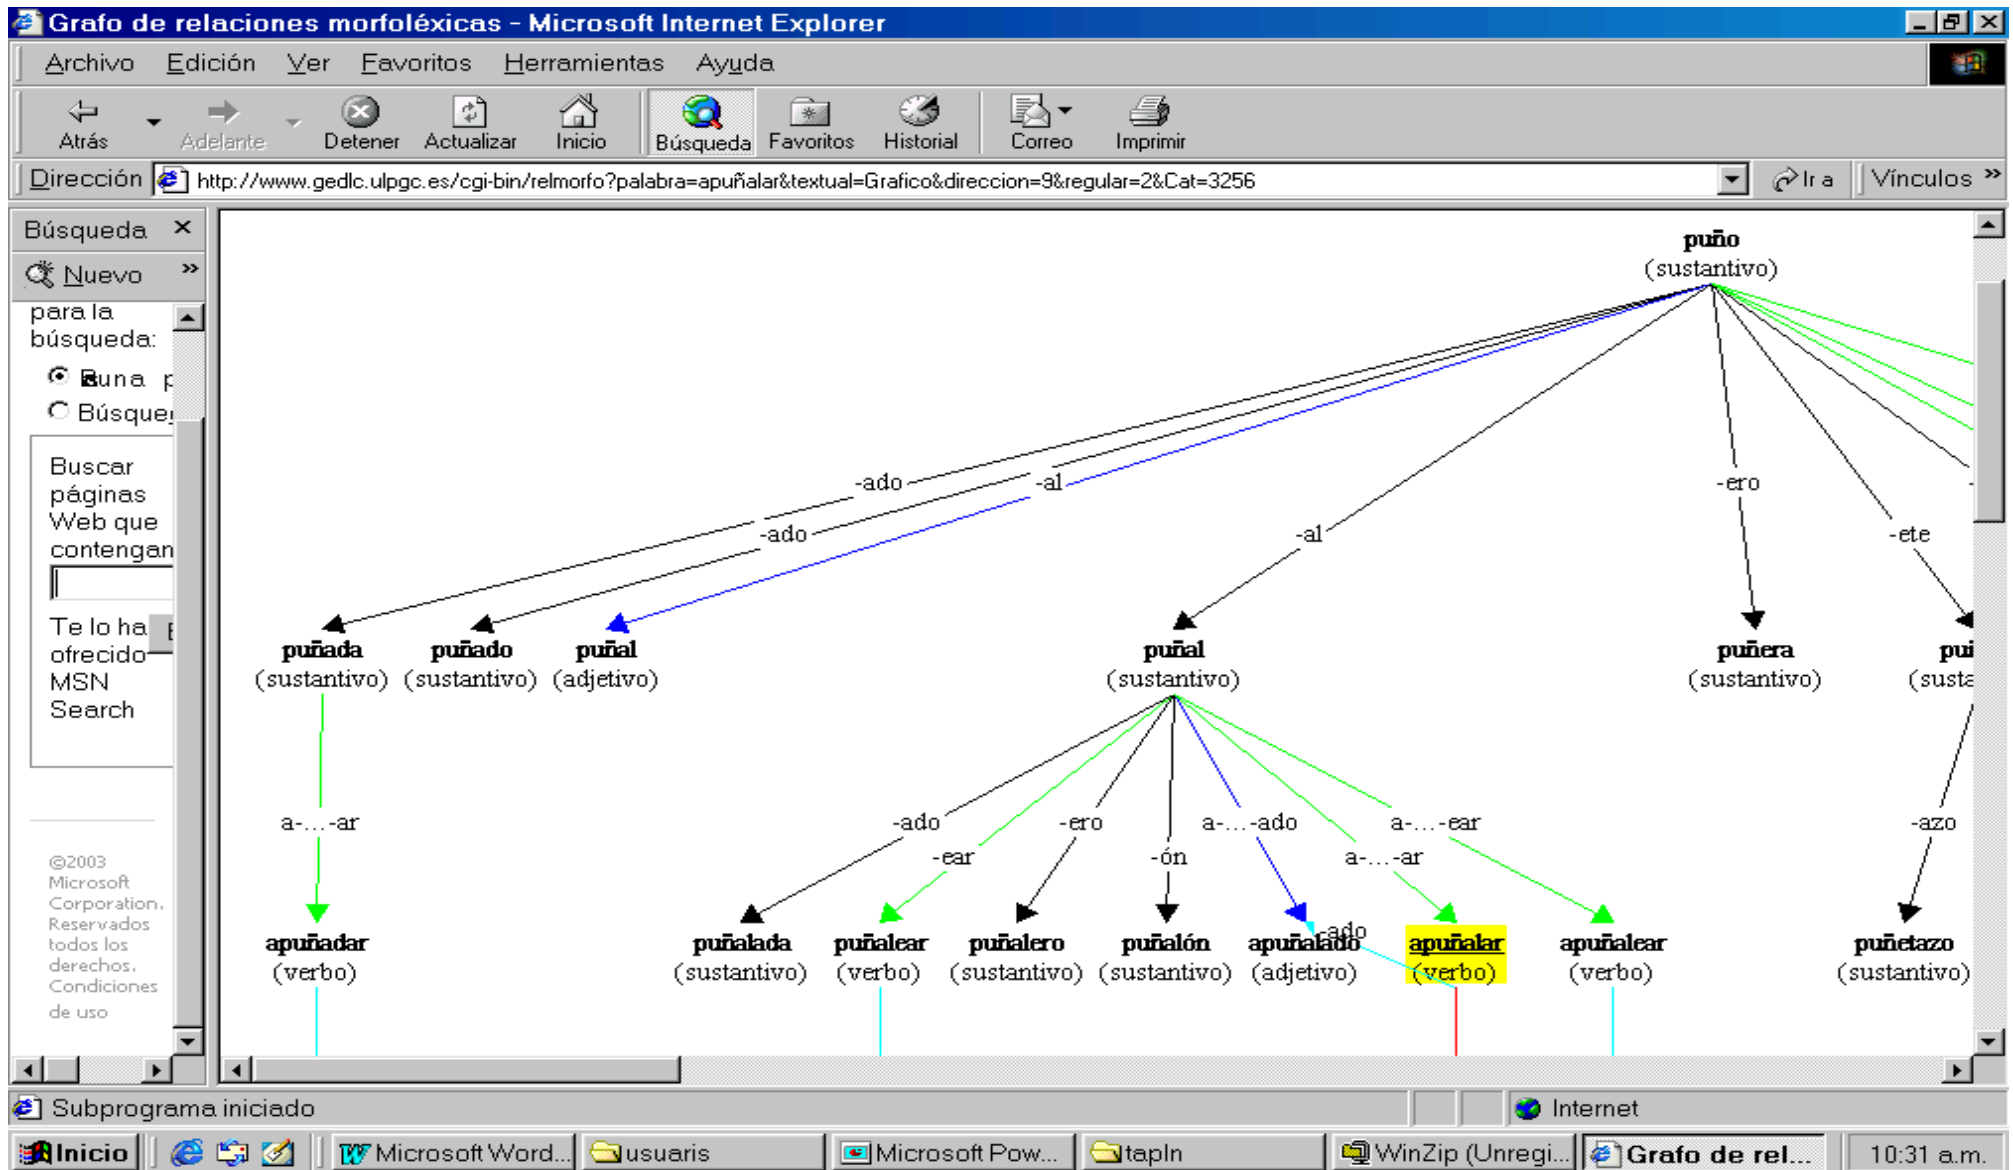 Grafo de relaciones morfoléxicas - Microsoft Internet Explorer
Archivo Edición Ver Favoritos Herramientas Ayuda
Atrás Adelante Detener Actualizar Inicio Búsqueda Favoritos Historial Correo Imprimir
Dirección http://www.gedlc.ulpgc.es/cgi-bin/relmorfo?palabra=apuñalar&textual=Grafico&direccion=9&regular=2&Cat=3256 Ir a Vínculos »
Búsqueda ×
Nuevo »
para la
búsqueda:
una p
Búsque
Buscar
páginas
Web que
contengan
Te lo ha
ofrecido
MSN
Search
©2003
Microsoft
Corporation.
Reservados
todos los
derechos.
Condiciones
de uso
puño
(sustantivo)
-ado -al -ero
-ado -al -ete
puñada puñado puñal puñal puñera
(sustantivo) (sustantivo) (adjetivo) (sustantivo) (sustantivo) (susta
a-...-ar -ado -ero a-...-ado a-...-ear -azo
-ear -ón a-...-ar
-ado
apuñadar puñalada puñalear puñalero puñalón apuñalado apuñalar apuñalear puñetazo
(verbo) (sustantivo) (verbo) (sustantivo) (sustantivo) (adjetivo) (verbo) (verbo) (sustantivo)
Subprograma iniciado Internet
Inicio Microsoft Word... usuaris Microsoft Pow... tapIn WinZip (Unregi... Grafo de rel... 10:31 a.m.